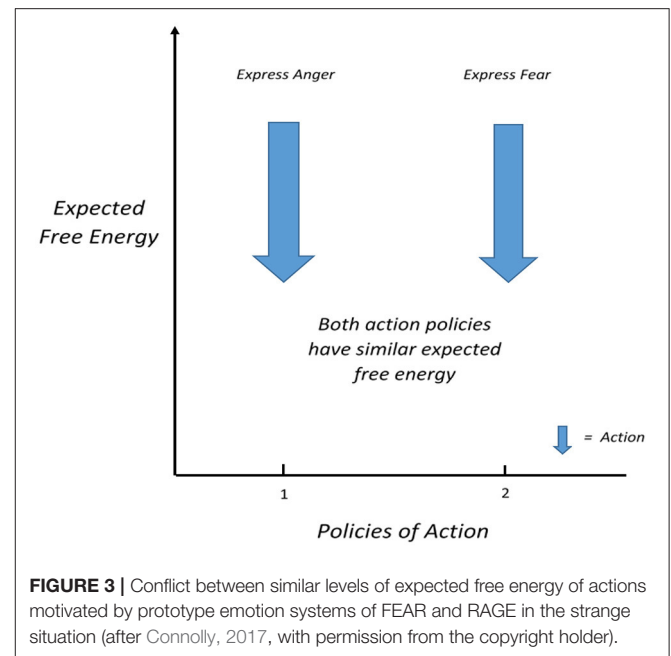 Express Anger
Express Fear
Expected
Free Energy
Both action policies
have similar expected
free energy
= Action
1
2
Policies of Action
FIGURE 3 | Conflict between similar levels of expected free energy of actions
motivated by prototype emotion systems of FEAR and RAGE in the strange
situation (after Connolly, 2017, with permission from the copyright holder).